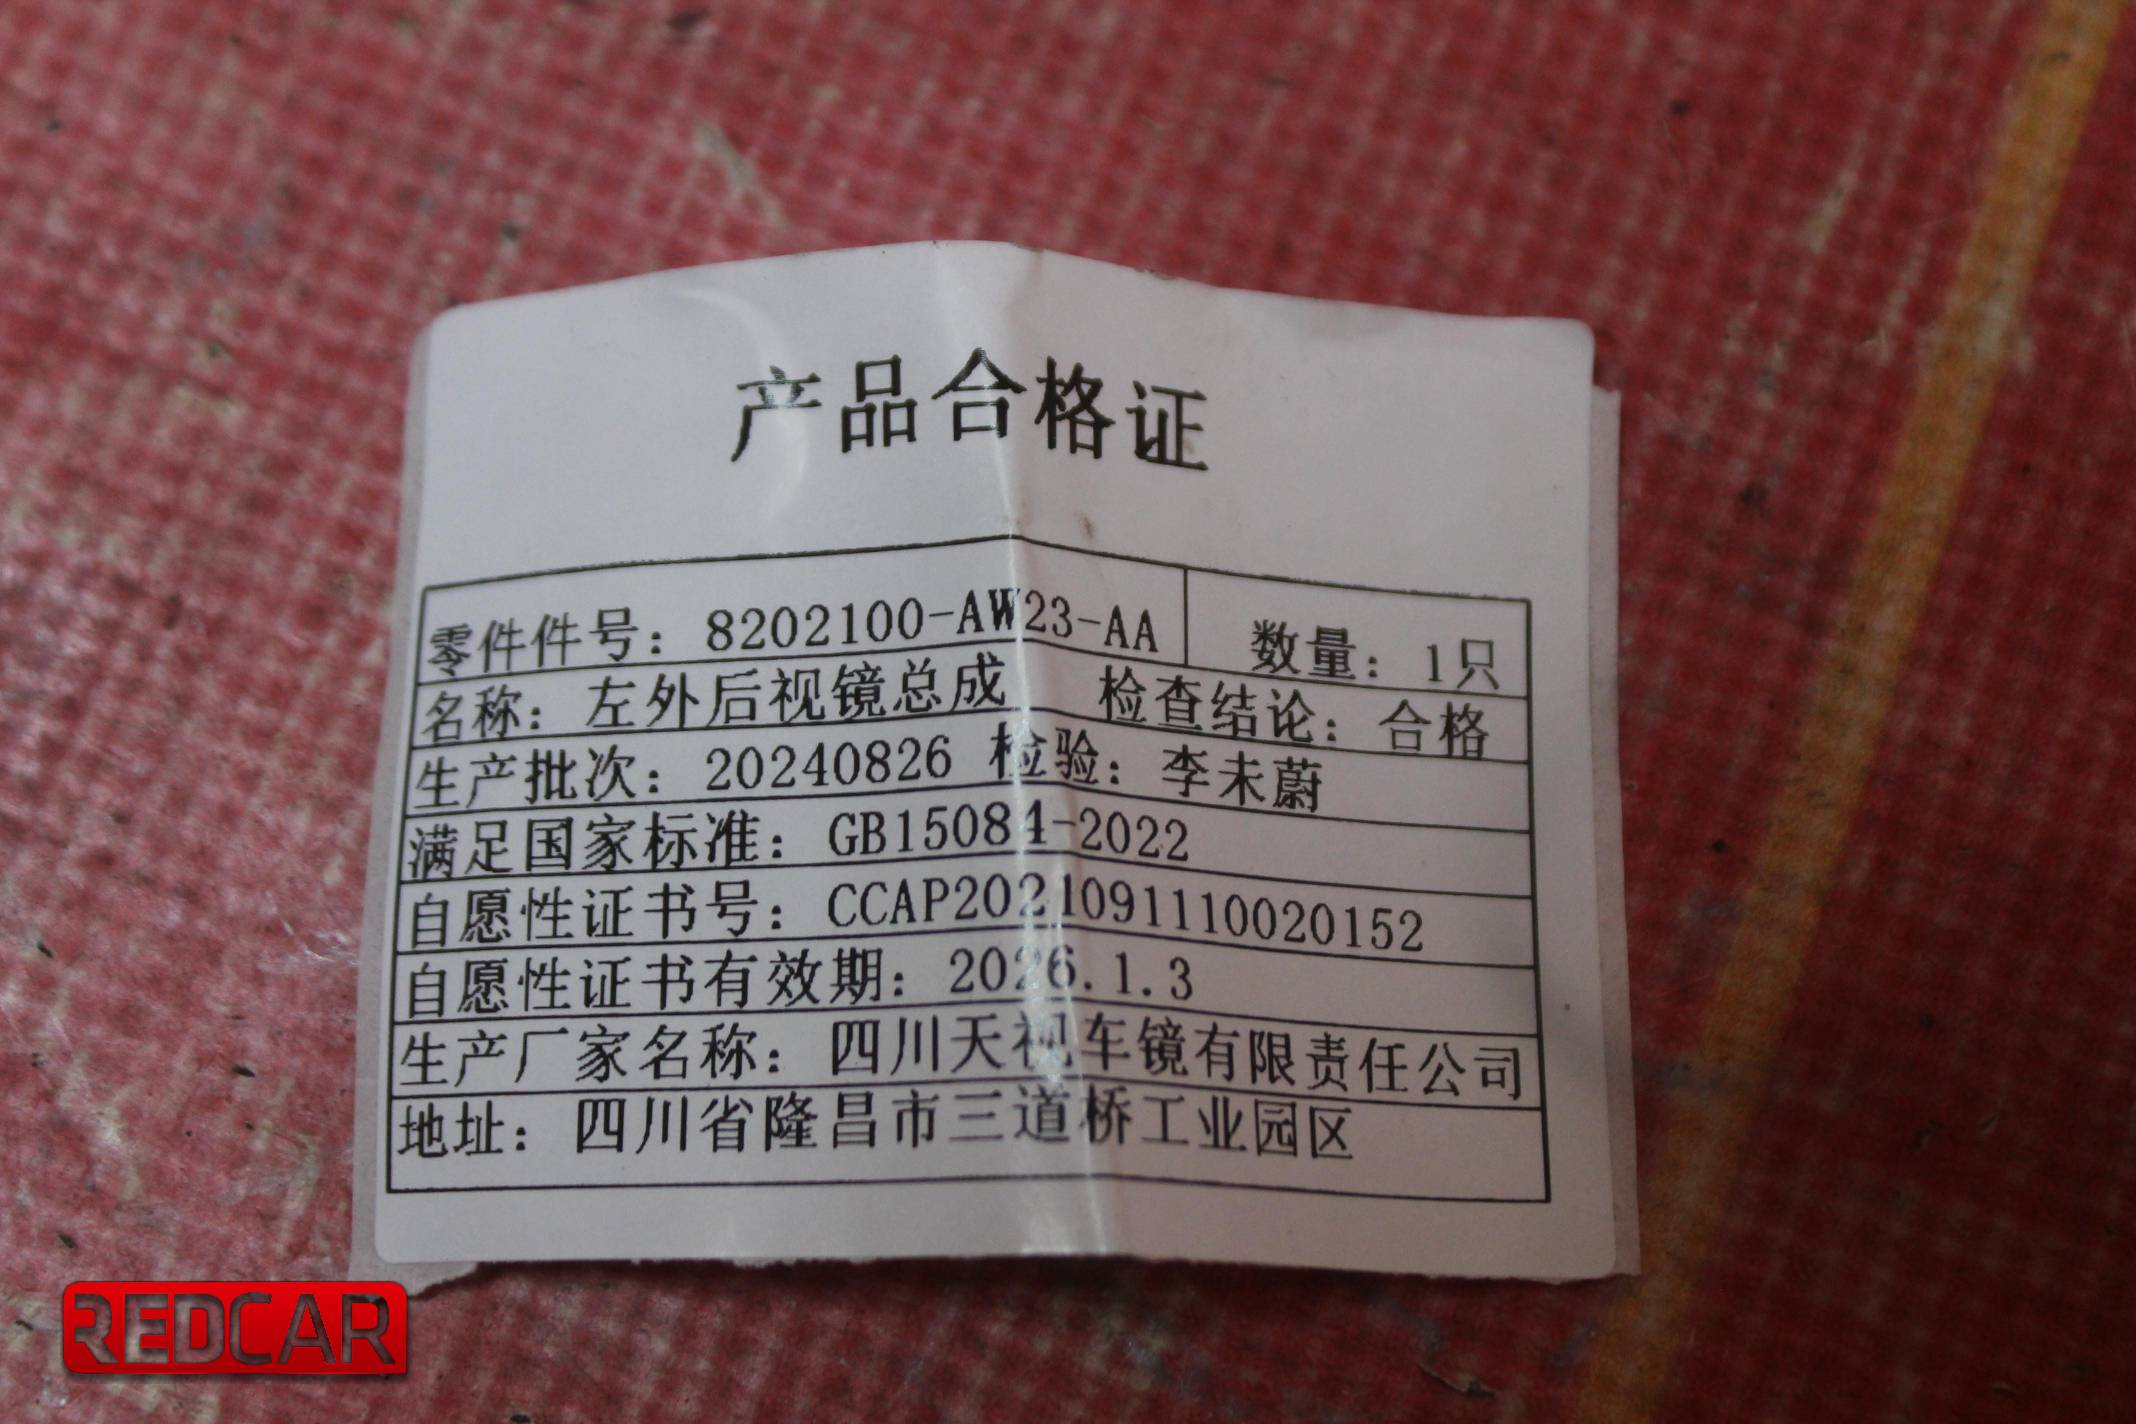 产品合格证
零件件号：8202100-AW23-AA 数量：1只
名称：左外后视镜总成 检查结论：合格
生产批次：20240826 检验：李未蔚
满足国家标准：GB15084-2022
自愿性证书号：CCAP2021091110020152
自愿性证书有效期：2026.1.3
生产厂家名称：四川天视车镜有限责任公司
地址：四川省隆昌市三道桥工业园区
REDCAR